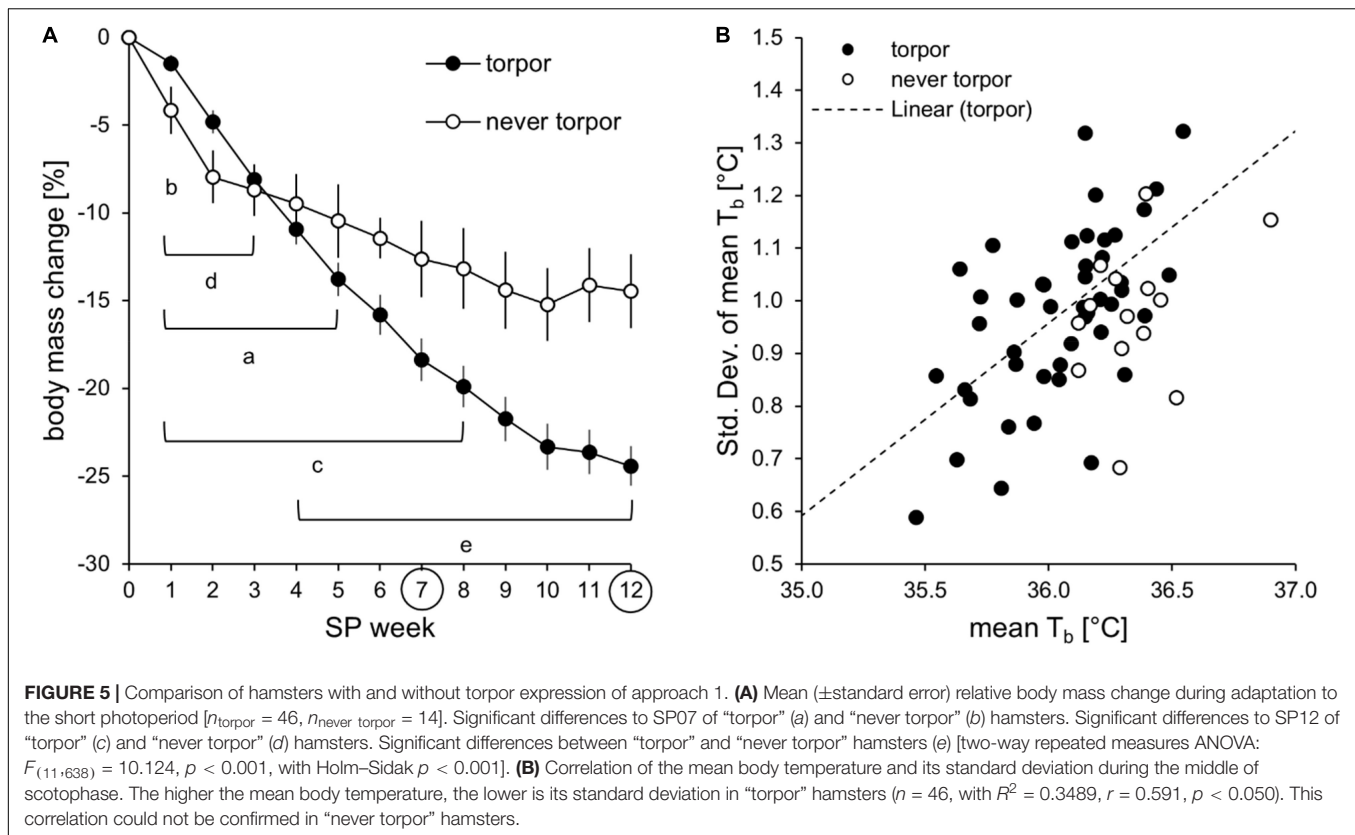 A
0
-5
-10
-15
-20
-25
-30
body mass change [%]
torpor
never torpor
b
d
a
c
e
0 1 2 3 4 5 6 7 8 9 10 11 12
SP week
B
1.5
1.4
1.3
1.2
1.1
1.0
0.9
0.8
0.7
0.6
0.5
Std. Dev. of mean Tb [°C]
torpor
never torpor
Linear (torpor)
35.0 35.5 36.0 36.5 37.0
mean Tb [°C]
FIGURE 5 | Comparison of hamsters with and without torpor expression of approach 1. (A) Mean (±standard error) relative body mass change during adaptation to
the short photoperiod [ntorpor = 46, nnever torpor = 14]. Significant differences to SP07 of “torpor” (a) and “never torpor” (b) hamsters. Significant differences to SP12 of
“torpor” (c) and “never torpor” (d) hamsters. Significant differences between “torpor” and “never torpor” hamsters (e) [two-way repeated measures ANOVA:
F(11,638) = 10.124, p < 0.001, with Holm–Sidak p < 0.001]. (B) Correlation of the mean body temperature and its standard deviation during the middle of
scotophase. The higher the mean body temperature, the lower is its standard deviation in “torpor” hamsters (n = 46, with R2 = 0.3489, r = 0.591, p < 0.050). This
correlation could not be confirmed in “never torpor” hamsters.